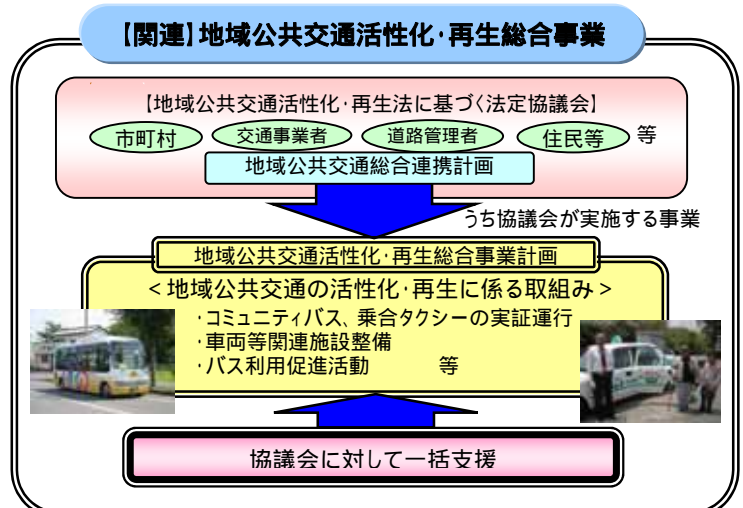 【関連】地域公共交通活性化・再生総合事業
【地域公共交通活性化・再生法に基づく法定協議会】
市町村 交通事業者 道路管理者 住民等 等
地域公共交通総合連携計画
うち協議会が実施する事業
地域公共交通活性化・再生総合事業計画
<地域公共交通の活性化・再生に係る取組み>
・コミュニティバス、乗合タクシーの実証運行
・車両等関連施設整備
・バス利用促進活動 等
協議会に対して一括支援